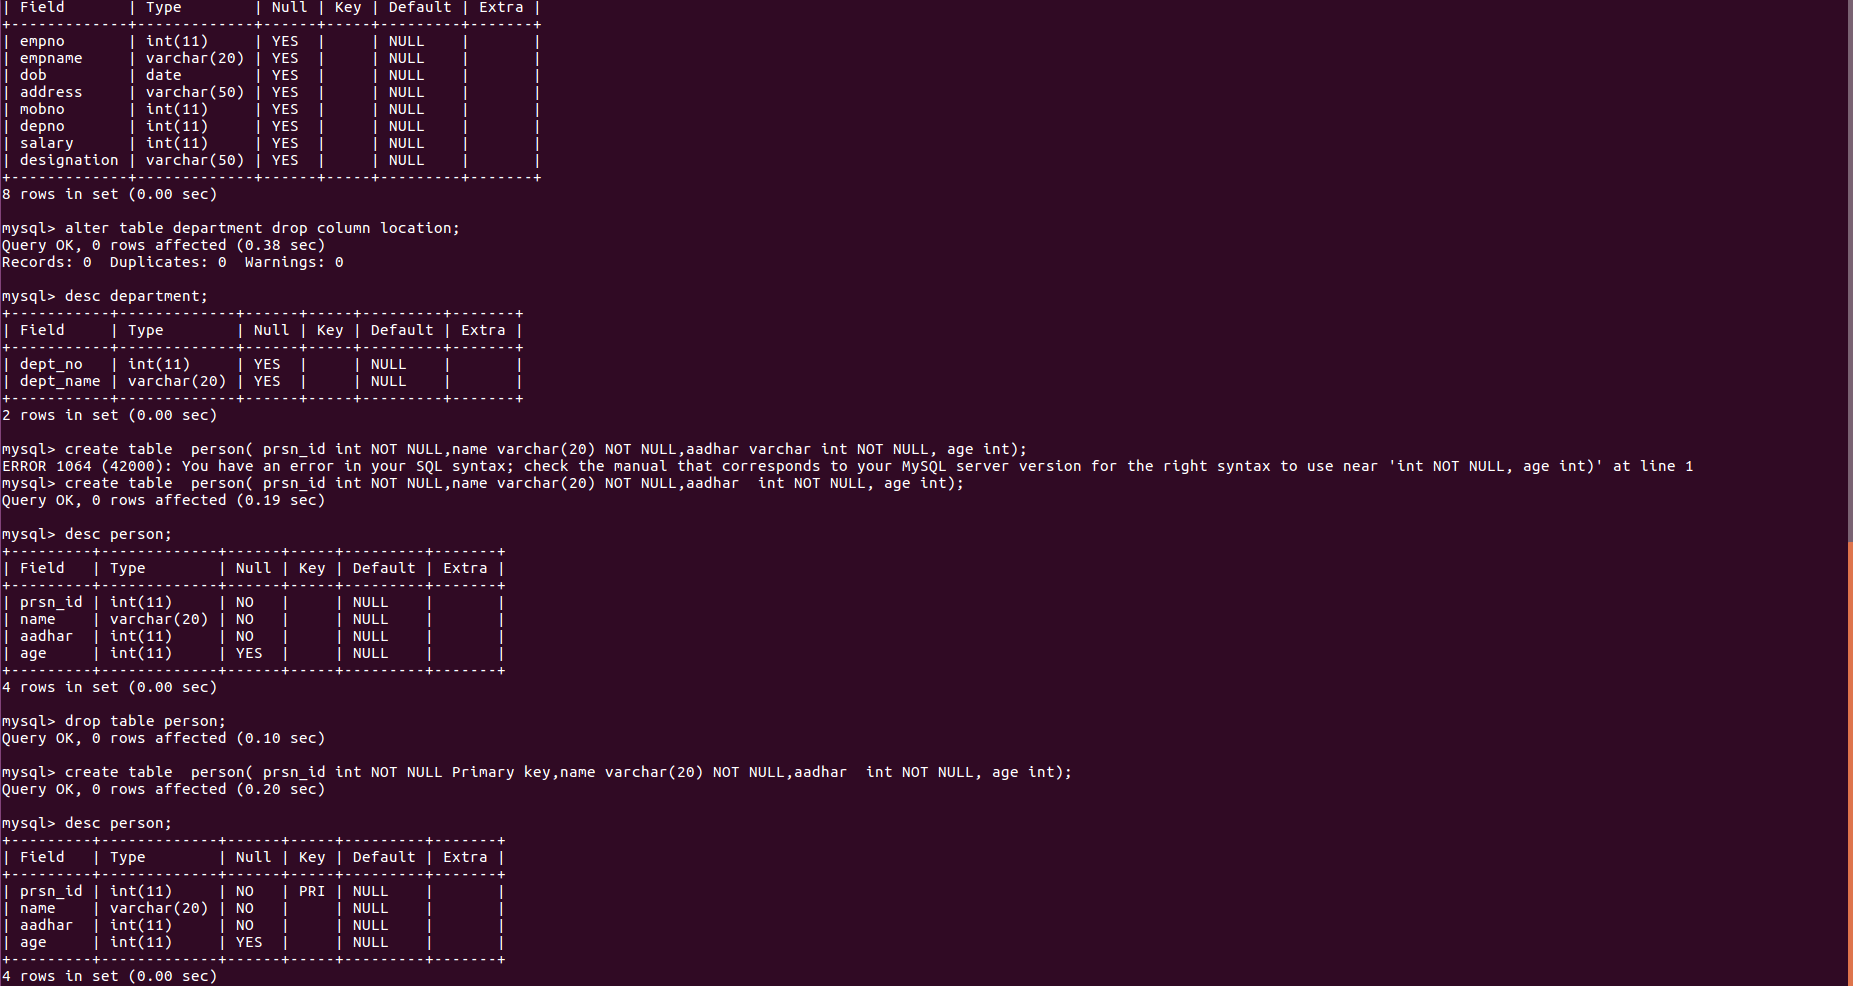 | Field       | Type        | Null | Key | Default | Extra |
+-------------+-------------+------+-----+---------+-------+
| empno       | int(11)     | YES  |     | NULL    |       |
| empname     | varchar(20) | YES  |     | NULL    |       |
| dob         | date        | YES  |     | NULL    |       |
| address     | varchar(50) | YES  |     | NULL    |       |
| mobno       | int(11)     | YES  |     | NULL    |       |
| depno       | int(11)     | YES  |     | NULL    |       |
| salary      | int(11)     | YES  |     | NULL    |       |
| designation | varchar(50) | YES  |     | NULL    |       |
+-------------+-------------+------+-----+---------+-------+
8 rows in set (0.00 sec)

mysql> alter table department drop column location;
Query OK, 0 rows affected (0.38 sec)
Records: 0  Duplicates: 0  Warnings: 0

mysql> desc department;
+-----------+-------------+------+-----+---------+-------+
| Field     | Type        | Null | Key | Default | Extra |
+-----------+-------------+------+-----+---------+-------+
| dept_no   | int(11)     | YES  |     | NULL    |       |
| dept_name | varchar(20) | YES  |     | NULL    |       |
+-----------+-------------+------+-----+---------+-------+
2 rows in set (0.00 sec)

mysql> create table  person( prsn_id int NOT NULL,name varchar(20) NOT NULL,aadhar varchar int NOT NULL, age int);
ERROR 1064 (42000): You have an error in your SQL syntax; check the manual that corresponds to your MySQL server version for the right syntax to use near 'int NOT NULL, age int)' at line 1
mysql> create table  person( prsn_id int NOT NULL,name varchar(20) NOT NULL,aadhar  int NOT NULL, age int);
Query OK, 0 rows affected (0.19 sec)

mysql> desc person;
+---------+-------------+------+-----+---------+-------+
| Field   | Type        | Null | Key | Default | Extra |
+---------+-------------+------+-----+---------+-------+
| prsn_id | int(11)     | NO   |     | NULL    |       |
| name    | varchar(20) | NO   |     | NULL    |       |
| aadhar  | int(11)     | NO   |     | NULL    |       |
| age     | int(11)     | YES  |     | NULL    |       |
+---------+-------------+------+-----+---------+-------+
4 rows in set (0.00 sec)

mysql> drop table person;
Query OK, 0 rows affected (0.10 sec)

mysql> create table  person( prsn_id int NOT NULL Primary key,name varchar(20) NOT NULL,aadhar  int NOT NULL, age int);
Query OK, 0 rows affected (0.20 sec)

mysql> desc person;
+---------+-------------+------+-----+---------+-------+
| Field   | Type        | Null | Key | Default | Extra |
+---------+-------------+------+-----+---------+-------+
| prsn_id | int(11)     | NO   | PRI | NULL    |       |
| name    | varchar(20) | NO   |     | NULL    |       |
| aadhar  | int(11)     | NO   |     | NULL    |       |
| age     | int(11)     | YES  |     | NULL    |       |
+---------+-------------+------+-----+---------+-------+
4 rows in set (0.00 sec)